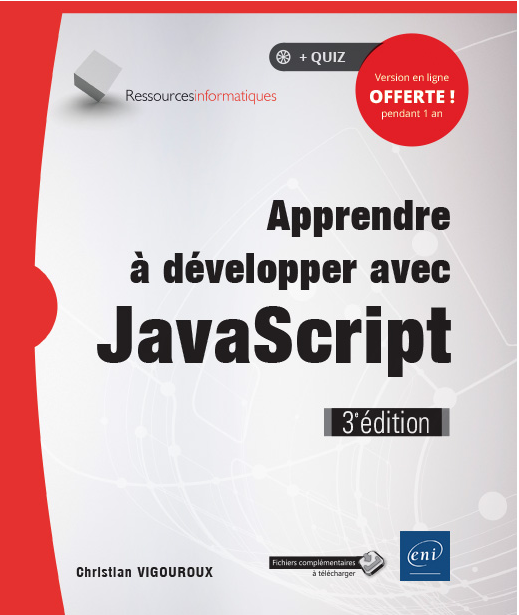 + QUIZ
Version en ligne
OFFERTE !
pendant 1 an
Ressourcesinformatiques
Apprendre
à développer avec
JavaScript
3e édition
Fichiers complémentaires
à télécharger
eni
Christian VIGOUROUX